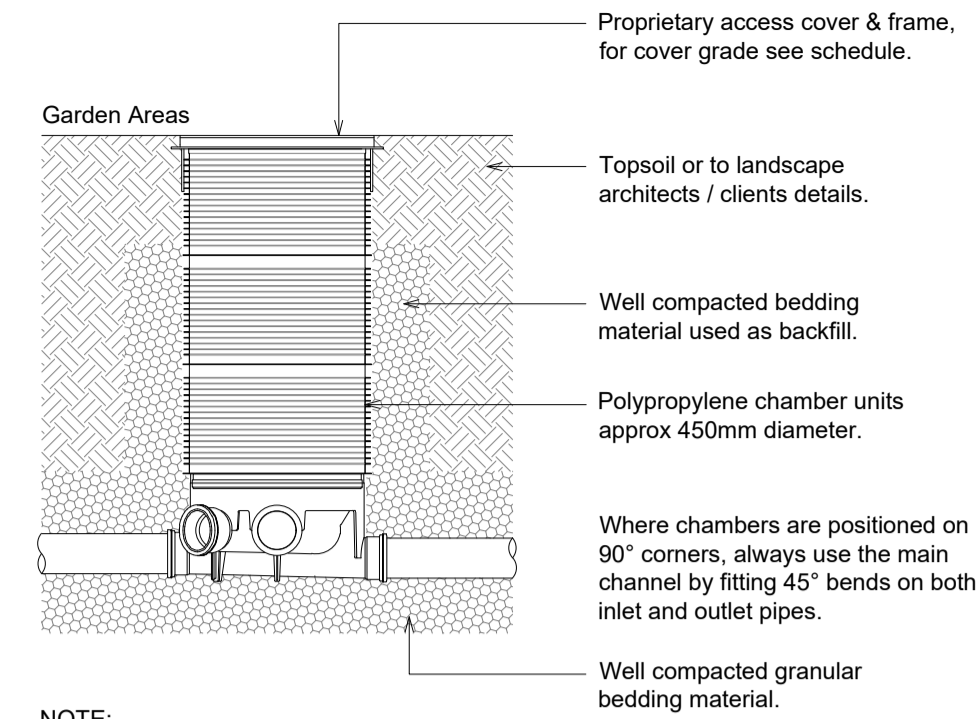 Proprietary access cover & frame,
for cover grade see schedule.
Garden Areas
Topsoil or to landscape
architects / clients details.
Well compacted bedding
material used as backfill.
Polypropylene chamber units
approx 450mm diameter.
Where chambers are positioned on
90° corners, always use the main
channel by fitting 45° bends on both
inlet and outlet pipes.
Well compacted granular
bedding material.
NOTE: